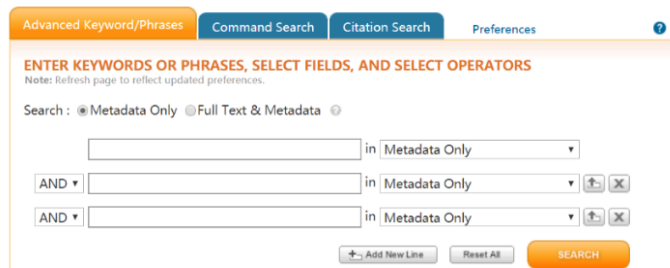 Advanced Keyword/Phrases Command Search Citation Search Preferences ?
ENTER KEYWORDS OR PHRASES, SELECT FIELDS, AND SELECT OPERATORS
Note: Refresh page to reflect updated preferences.
Search : Metadata Only Full Text & Metadata ?
in Metadata Only
AND in Metadata Only
AND in Metadata Only
Add New Line Reset All SEARCH